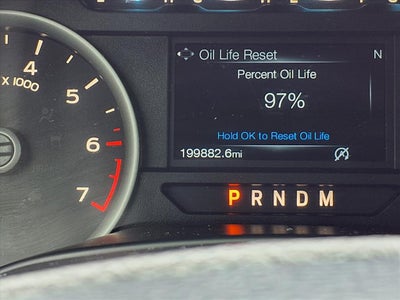 Oil Life Reset N
Percent Oil Life
97%
Hold OK to Reset Oil Life
199882.6mi
PRNDM
4
X 1000
5
6
7